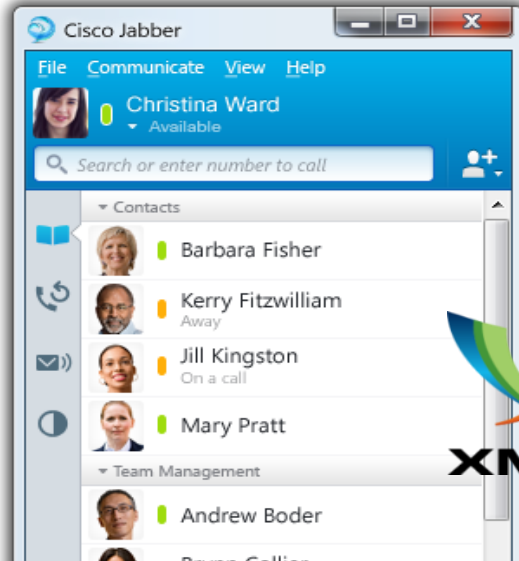 Cisco Jabber
File Communicate View Help
Christina Ward
Available
Search or enter number to call
Contacts
Barbara Fisher
Kerry Fitzwilliam
Away
Jill Kingston
On a call
Mary Pratt
Team Management
Andrew Boder